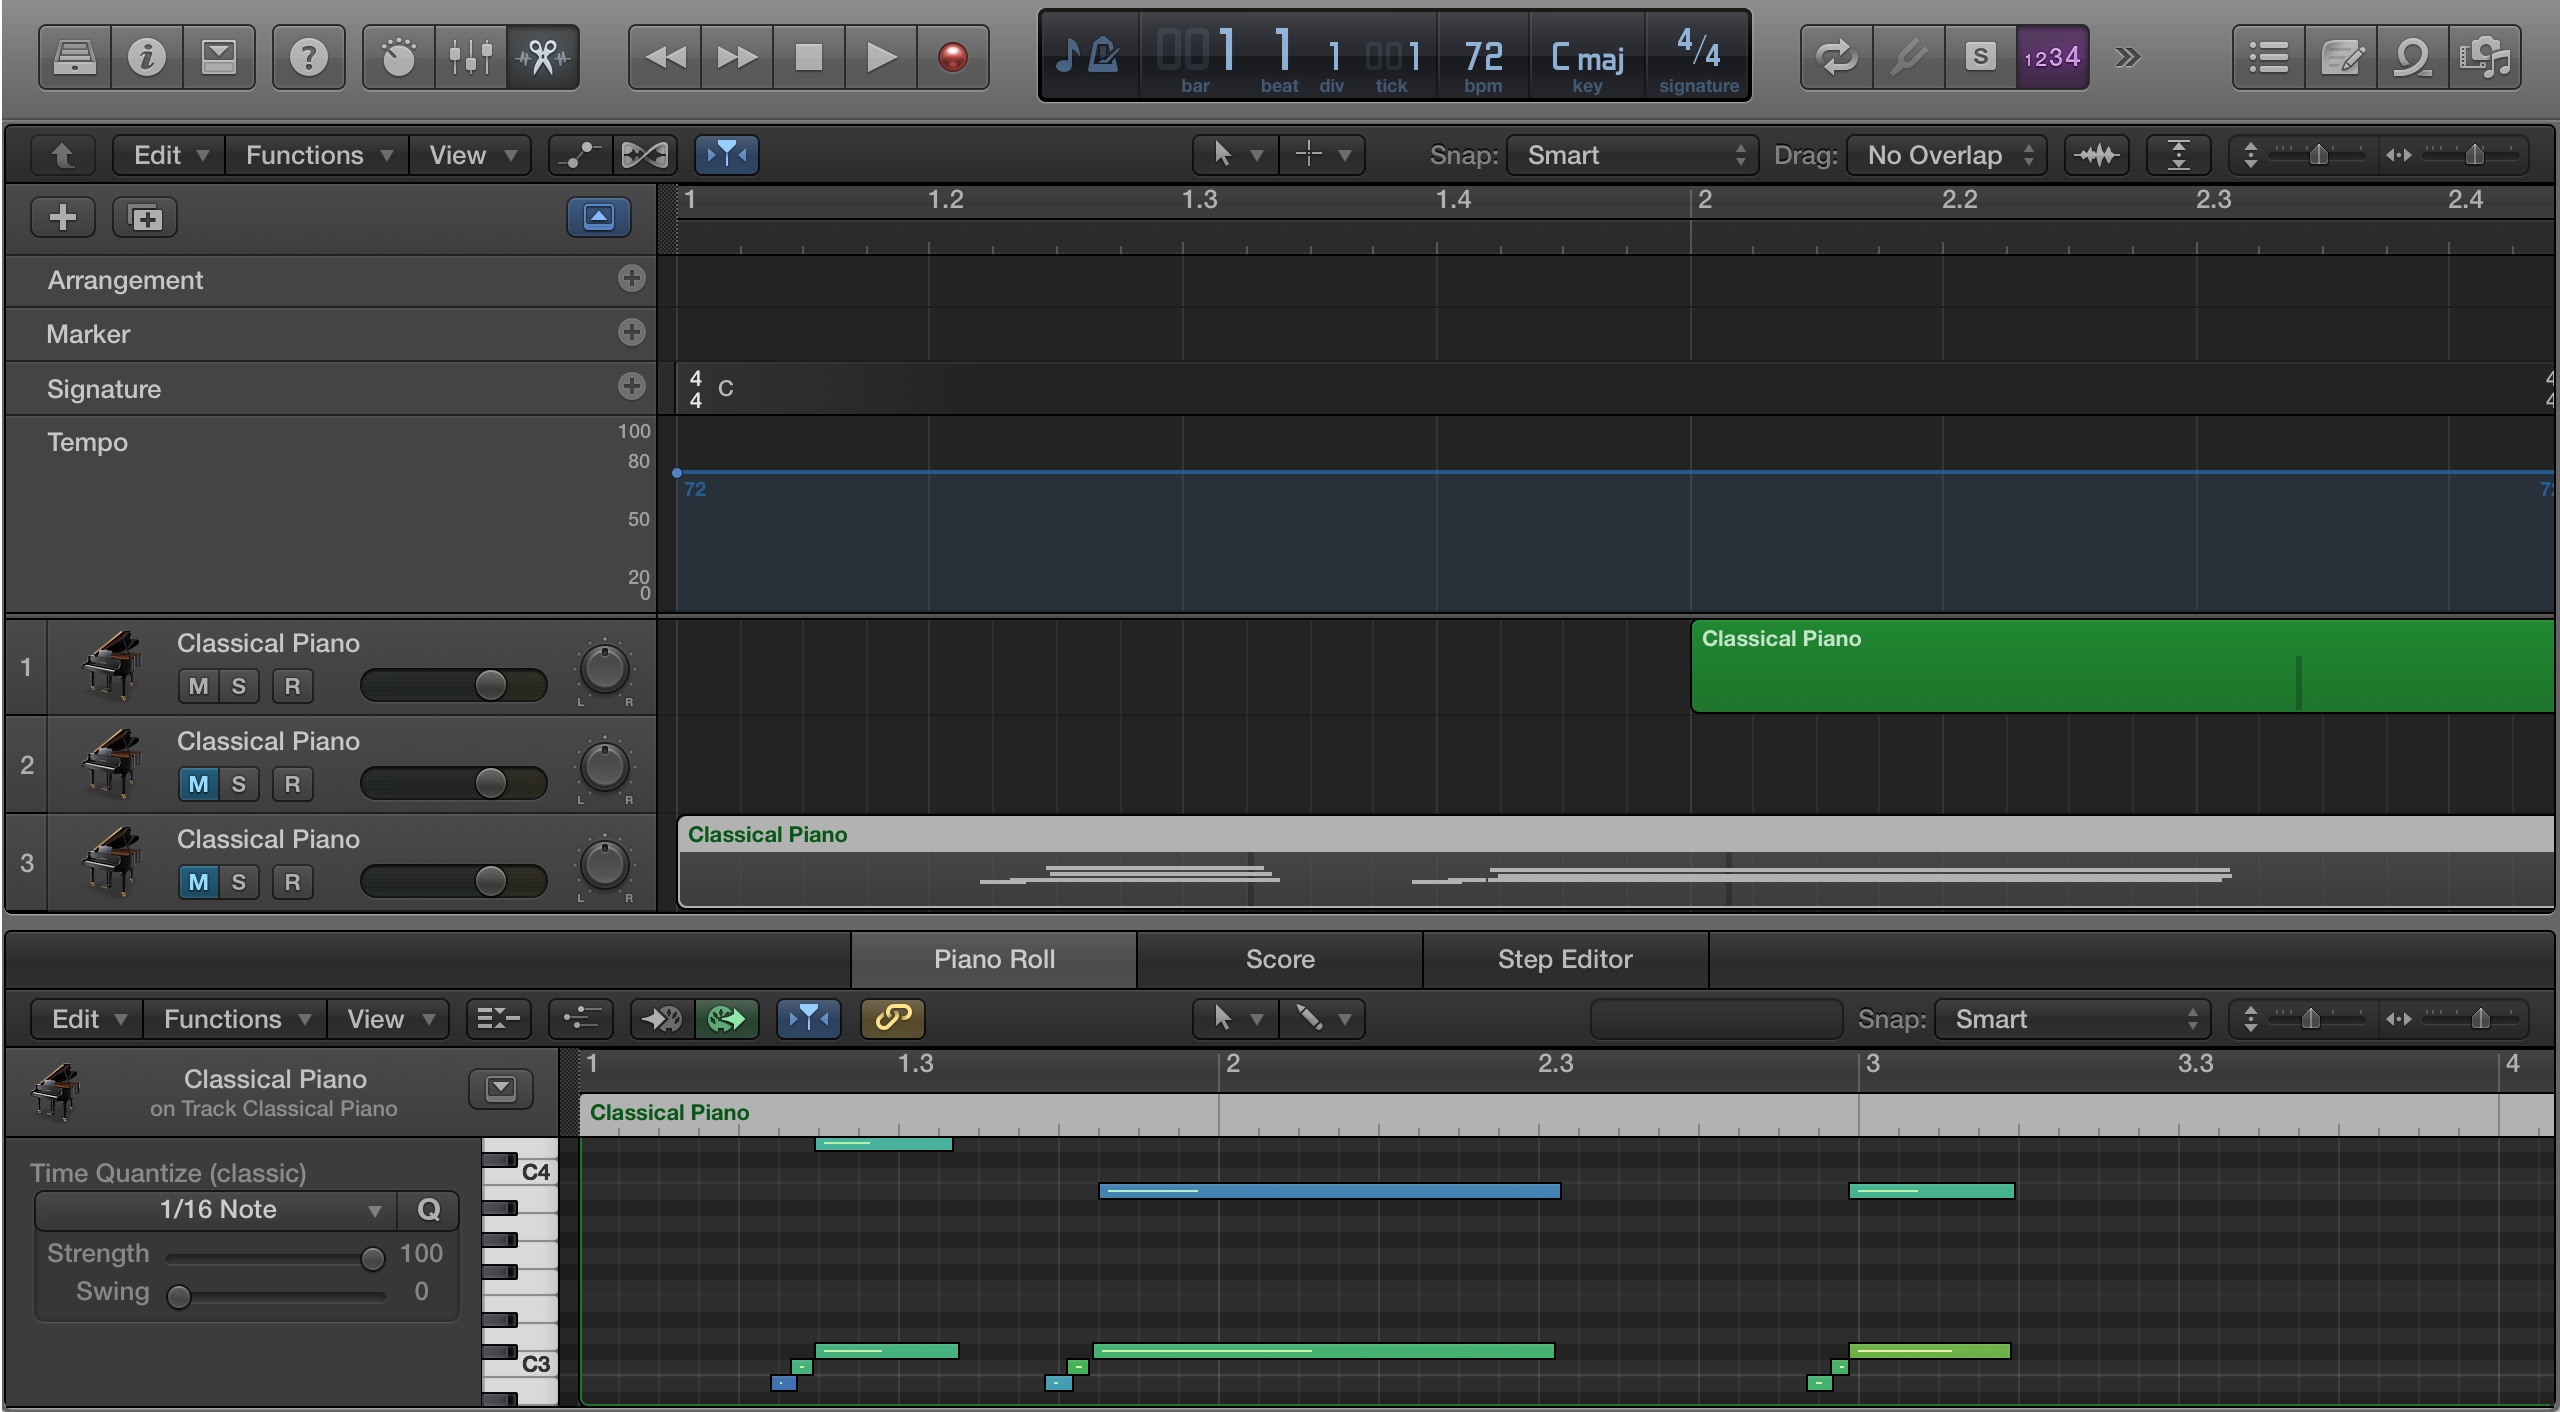 001 1 1 001 72 C maj 4/4
bar beat div tick bpm key signature
S 1234
Edit Functions View Snap: Smart Drag: No Overlap
1 1.2 1.3 1.4 2 2.2 2.3 2.4
Arrangement
Marker
Signature 4 4 C 4 4
Tempo 100
80
72
50
20
0
1 Classical Piano Classical Piano
M S R L R
2 Classical Piano
M S R L R
3 Classical Piano Classical Piano
M S R L R
Piano Roll Score Step Editor
Edit Functions View Snap: Smart
1 1.3 2 2.3 3 3.3 4
Classical Piano
on Track Classical Piano
Classical Piano
Time Quantize (classic) C4
1/16 Note Q
Strength 100
Swing 0
C3